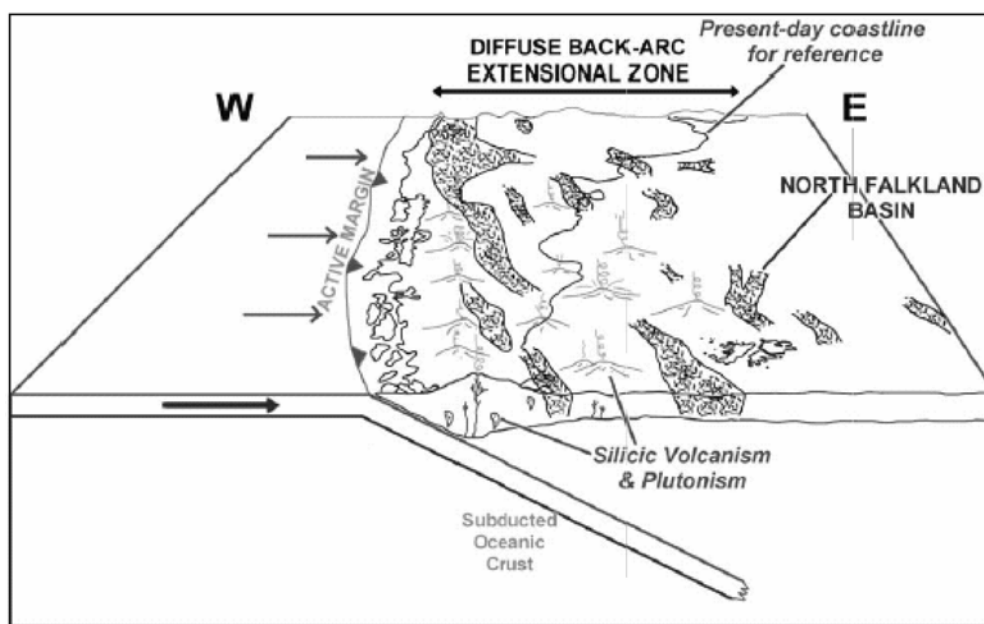 Present-day coastline
for reference
DIFFUSE BACK-ARC
EXTENSIONAL ZONE
W
E
NORTH FALKLAND
BASIN
ACTIVE MARGIN
Silicic Volcanism
& Plutonism
Subducted
Oceanic
Crust